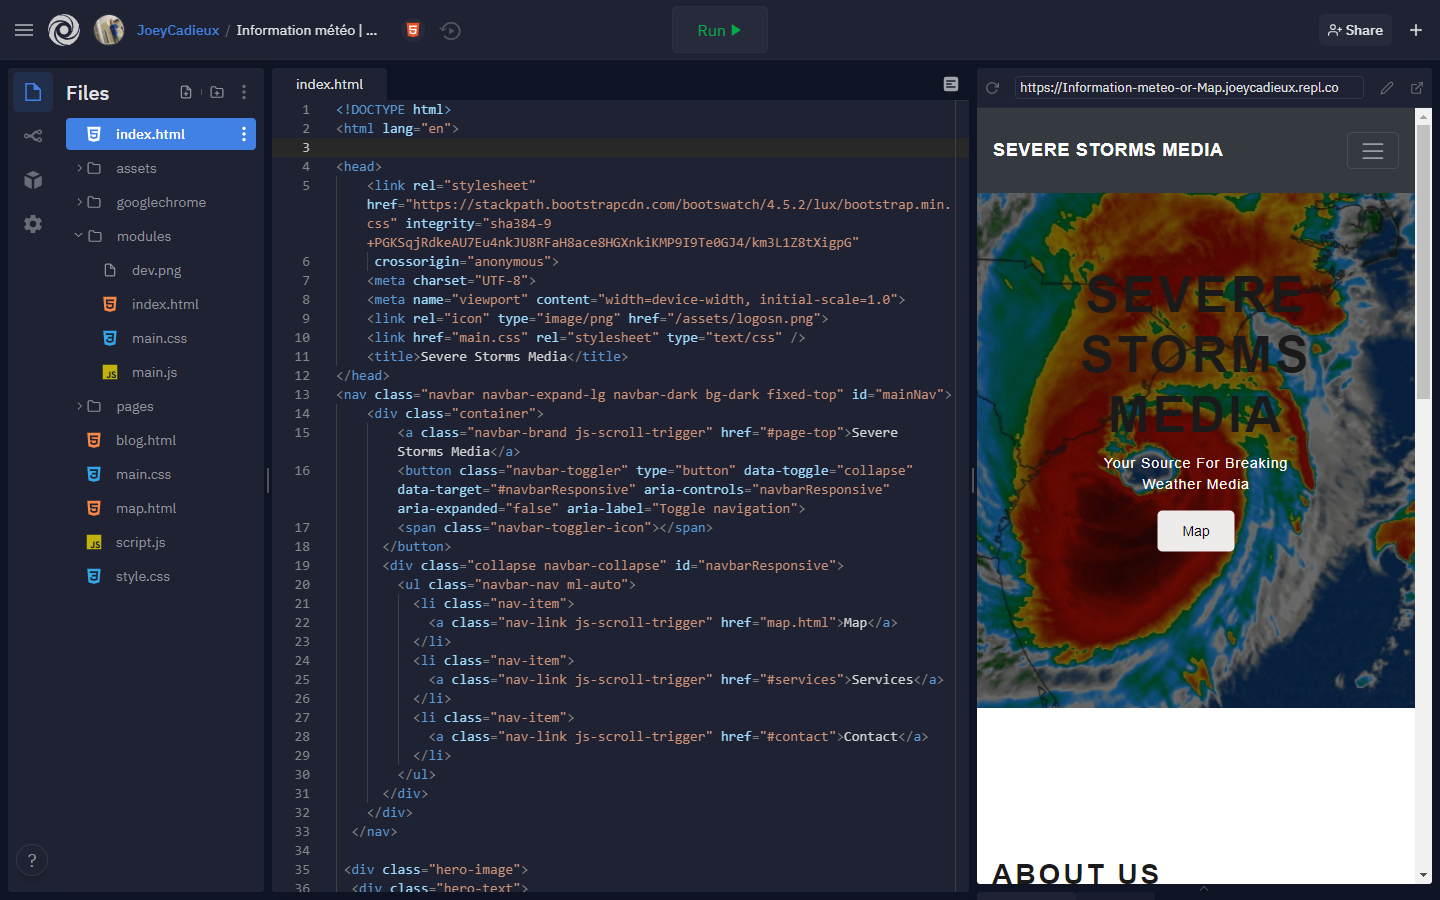 JoeyCadieux / Information météo | ...
Run
Share
Files
index.html
assets
googlechrome
modules
dev.png
index.html
main.css
main.js
pages
blog.html
main.css
map.html
script.js
style.css
?
index.html
1 <!DOCTYPE html>
2 <html lang="en">
3
4 <head>
5 <link rel="stylesheet"
href="https://stackpath.bootstrapcdn.com/bootswatch/4.5.2/lux/bootstrap.min.
css" integrity="sha384-9
+PGKSqjRdkeAU7Eu4nkJU8RFaH8ace8HGXnkiKMP9I9Te0GJ4/km3L1Z8tXigpG"
6 crossorigin="anonymous">
7 <meta charset="UTF-8">
8 <meta name="viewport" content="width=device-width, initial-scale=1.0">
9 <link rel="icon" type="image/png" href="/assets/logosn.png">
10 <link href="main.css" rel="stylesheet" type="text/css" />
11 <title>Severe Storms Media</title>
12 </head>
13 <nav class="navbar navbar-expand-lg navbar-dark bg-dark fixed-top" id="mainNav">
14 <div class="container">
15 <a class="navbar-brand js-scroll-trigger" href="#page-top">Severe
Storms Media</a>
16 <button class="navbar-toggler" type="button" data-toggle="collapse"
data-target="#navbarResponsive" aria-controls="navbarResponsive"
aria-expanded="false" aria-label="Toggle navigation">
17 <span class="navbar-toggler-icon"></span>
18 </button>
19 <div class="collapse navbar-collapse" id="navbarResponsive">
20 <ul class="navbar-nav ml-auto">
21 <li class="nav-item">
22 <a class="nav-link js-scroll-trigger" href="map.html">Map</a>
23 </li>
24 <li class="nav-item">
25 <a class="nav-link js-scroll-trigger" href="#services">Services</a>
26 </li>
27 <li class="nav-item">
28 <a class="nav-link js-scroll-trigger" href="#contact">Contact</a>
29 </li>
30 </ul>
31 </div>
32 </div>
33 </nav>
34
35 <div class="hero-image">
36 <div class="hero-text">
https://Information-meteo-or-Map.joeycadieux.repl.co
SEVERE STORMS MEDIA
SEVERE
STORMS
MEDIA
Your Source For Breaking
Weather Media
Map
ABOUT US